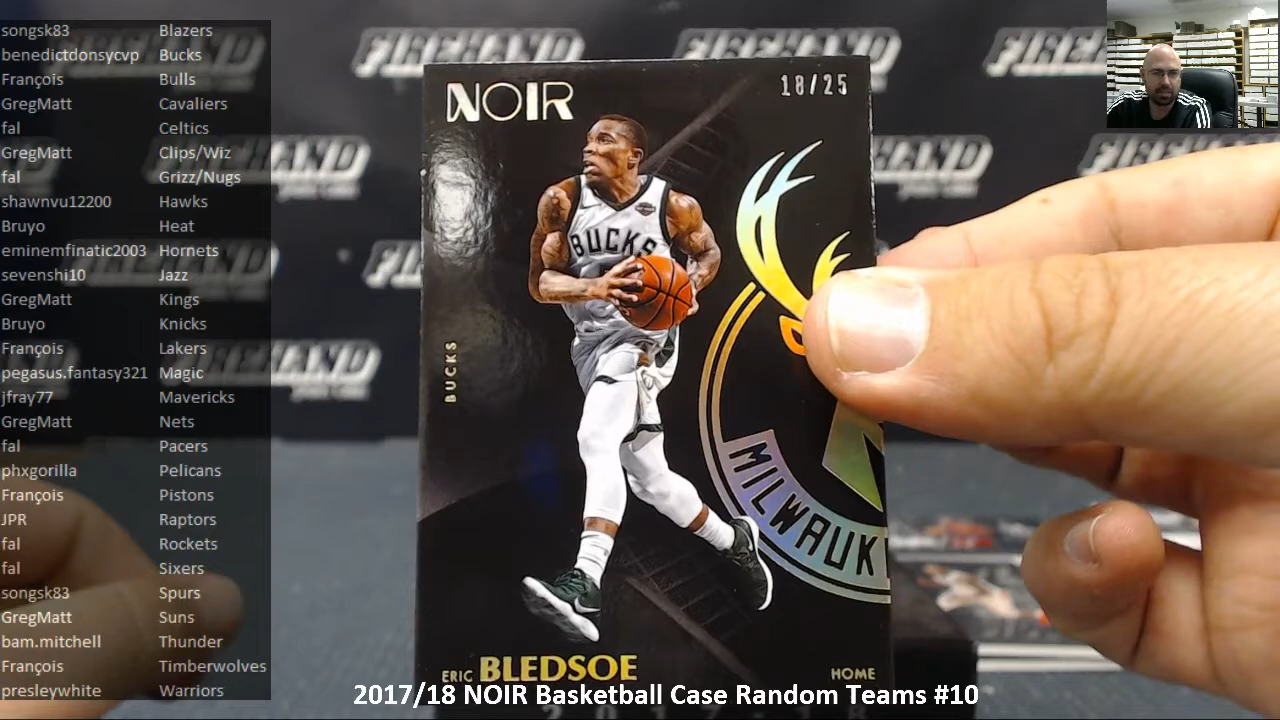 songsk83 Blazers
benedictdonsycvp Bucks
François Bulls
GregMatt Cavaliers
fal Celtics
GregMatt Clips/Wiz
fal Grizz/Nugs
shawnvu12200 Hawks
Bruyo Heat
eminemfinatic2003 Hornets
sevenshi10 Jazz
GregMatt Kings
Bruyo Knicks
François Lakers
pegasus.fantasy321 Magic
jfray77 Mavericks
GregMatt Nets
fal Pacers
phxgorilla Pelicans
François Pistons
JPR Raptors
fal Rockets
fal Sixers
songsk83 Spurs
GregMatt Suns
bam.mitchell Thunder
François Timberwolves
presleywhite Warriors
FIREHAND
FIREHAND
NOIR
18/25
BUCKS
BUCKS
MILWAUK
ERIC BLEDSOE
HOME
2017/18 NOIR Basketball Case Random Teams #10